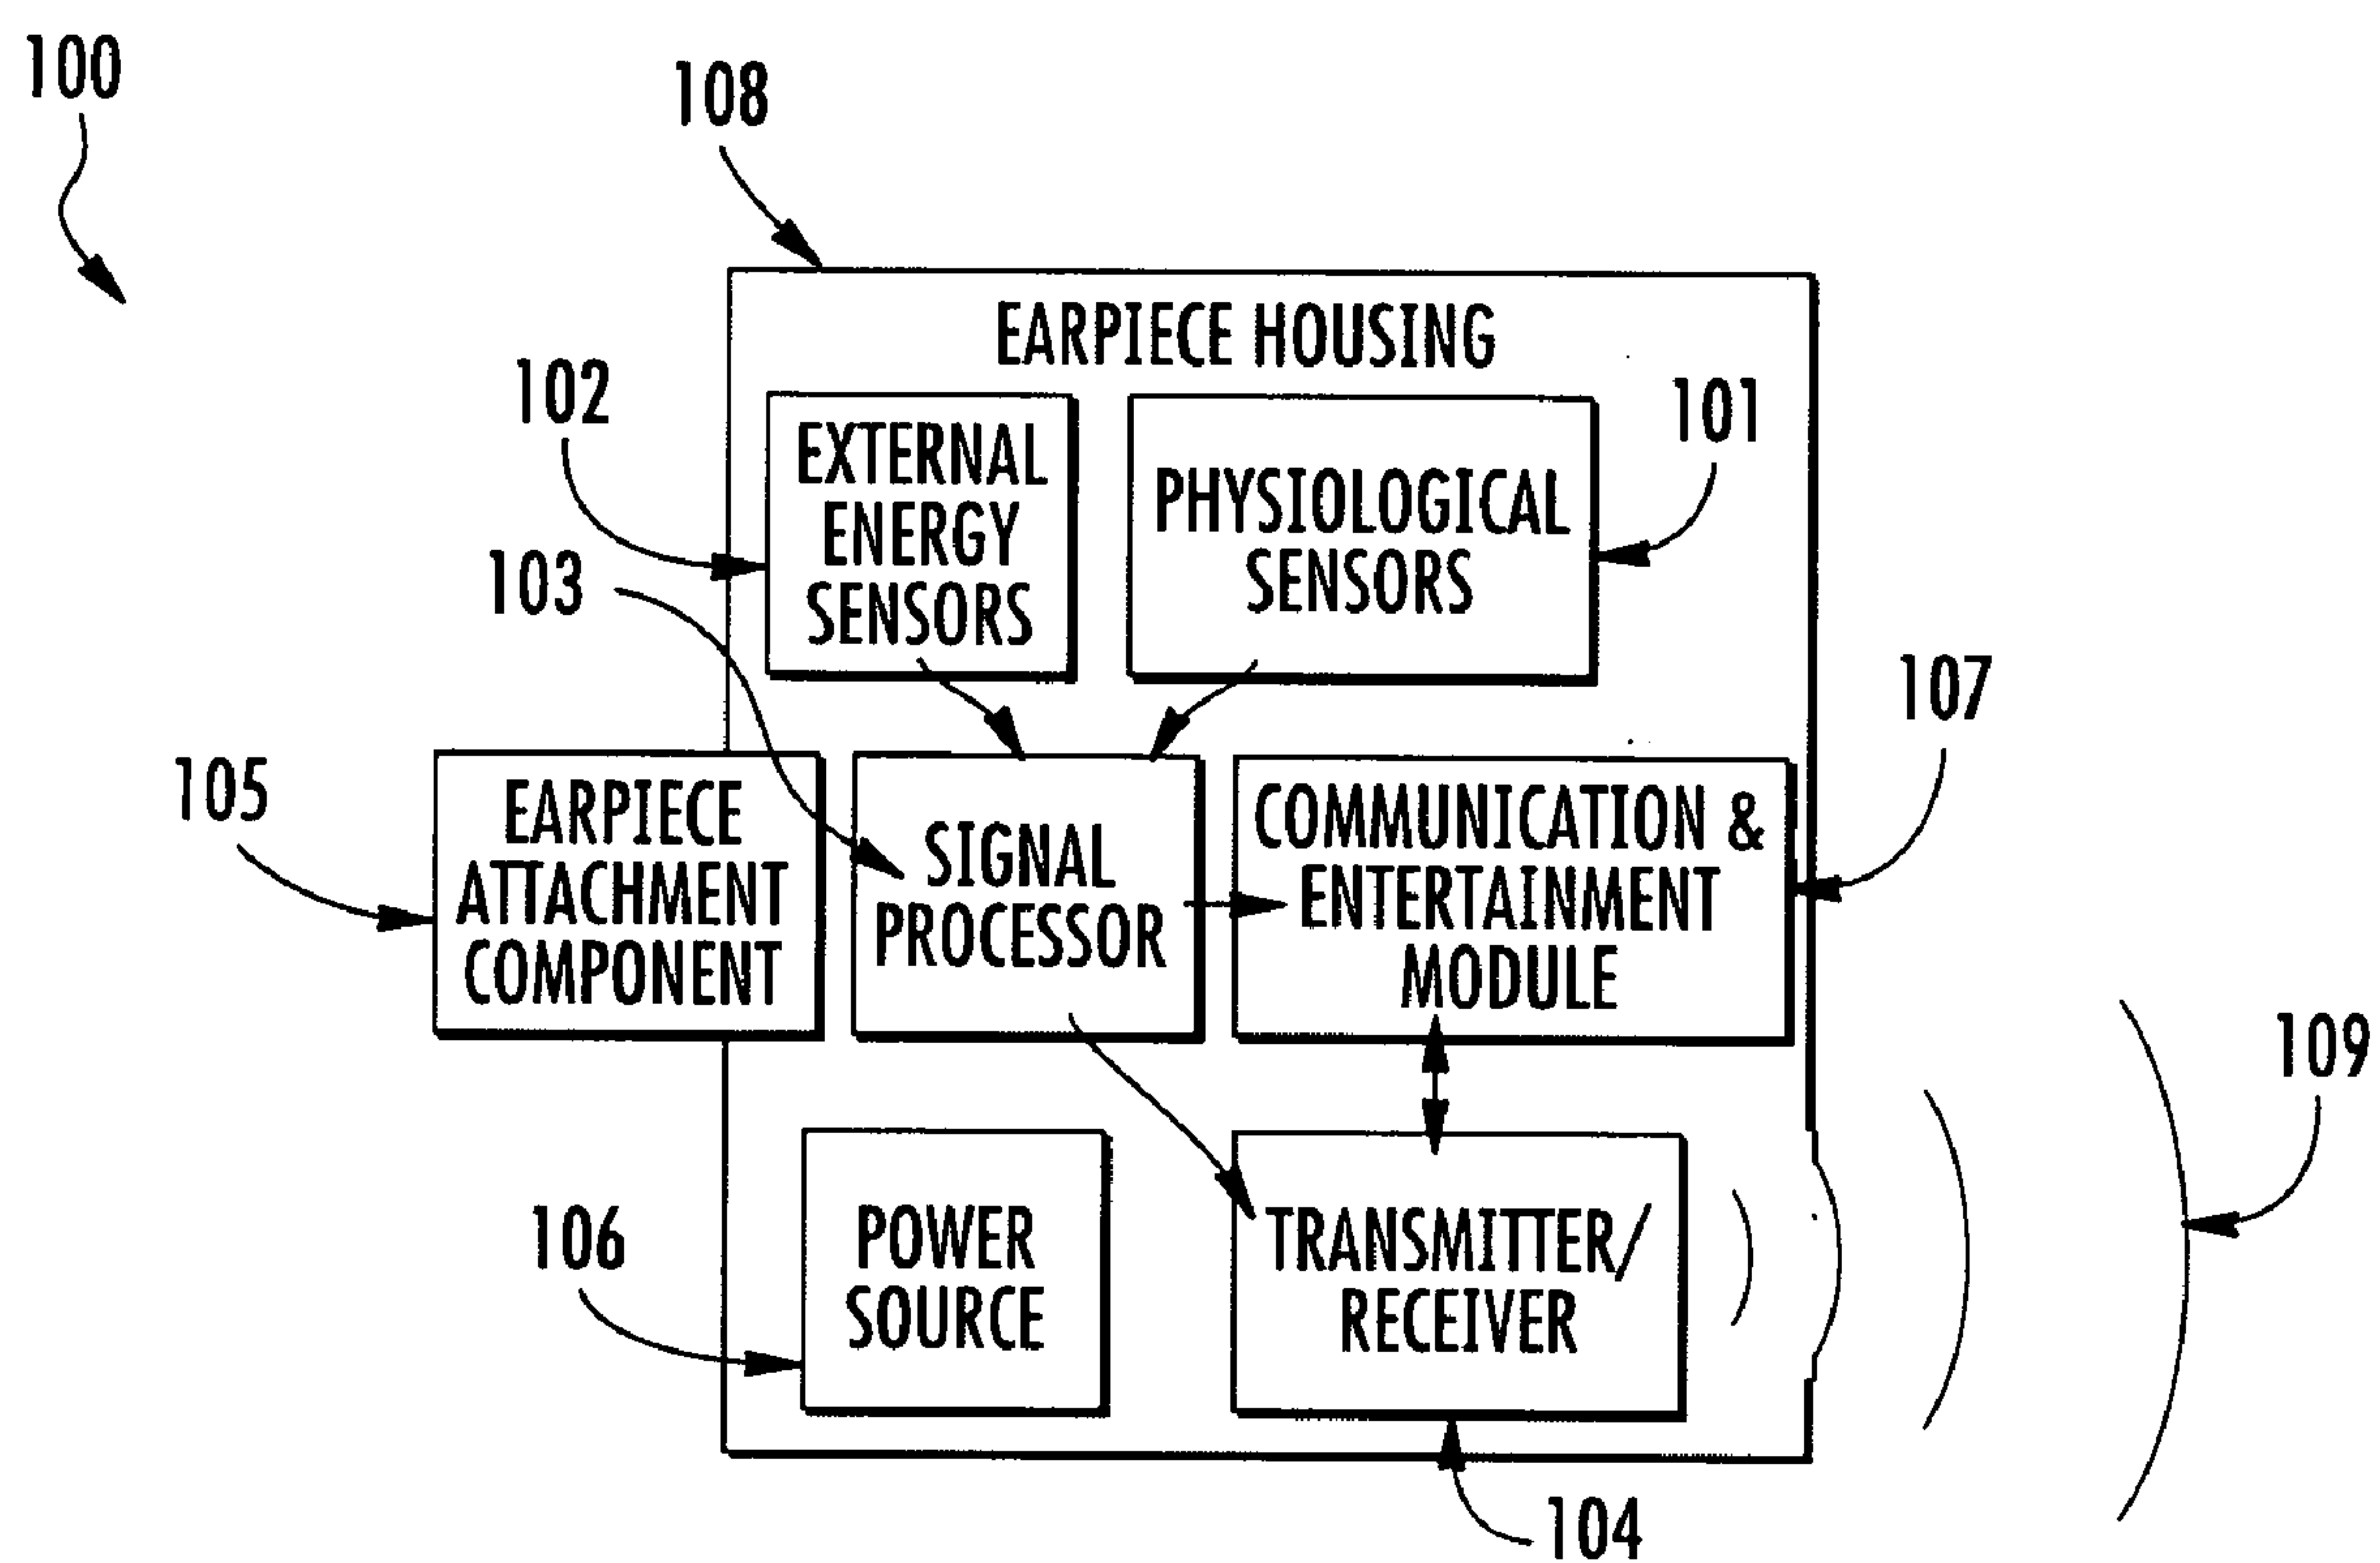 100
108
EARPIECE HOUSING
102
101
EXTERNAL
ENERGY
SENSORS
PHYSIOLOGICAL
SENSORS
103
107
105
EARPIECE
ATTACHMENT
COMPONENT
SIGNAL
PROCESSOR
COMMUNICATION &
ENTERTAINMENT
MODULE
109
106
POWER
SOURCE
TRANSMITTER/
RECEIVER
104